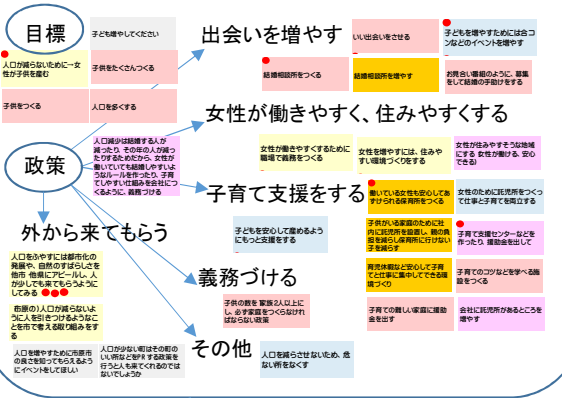 目標
子ども増やしてください
人口が減らないために→女
性が子供を産む
子供をたくさんつくる
子供をつくる
人口を多くする
出会いを増やす
いい出会いをさせる
子どもを増やすためには合コ
ンなどのイベントを増やす
結婚相談所をつくる
結婚相談所を増やす
お見合い番組のように、募集
をして結婚の手助けをする
女性が働きやすく、住みやすくする
政策
人口減少は結婚する人が
減ったり、その年の人が減っ
たりするためだから、女性が
働いていても結婚しやすいよ
うなルールを作ったり、子育
てしやすい仕組みを会社につ
くるように、義務づける
女性が働きやすくするために
職場で義務をつくる
女性を増やすには、住みや
すい環境づくりをする
女性が住みやすそうな地域
にする 女性が働ける、安心
できる)
子育て支援をする
働いている女性も安心してあ
ずけられる保育所をつくる
女性のために託児所をつくっ
て仕事と子育てを両立する
外から来てもらう
子どもを安心して産めるよう
にもっと支援をする
子供がいる家庭のために社
内に託児所を設置し、親の負
担を減らし保育所に行けない
子を減らす
子育て支援センターなどを
作ったり、援助金を出して
人口をふやすには都市化の
発展や、自然のすばらしさを
他市 他県にアピールし、人
が少しでも来てもらうように
してみる
義務づける
育児休暇など安心して子育
てと仕事に集中してできる環
境づくり
子育てのコツなどを学べる施
設をつくる
市原の)人口が減らないよう
に人を引きつけるようなこ
とを市で考える取り組みをす
る
子供の数を 家族2人以上に
し、必ず家庭をつくらなけれ
ばならない政策
子育ての難しい家庭に援助
金を出す
会社に託児所があるところを
増やす
その他
人口を増やすために市原市
の良さを知ってもらえるよう
にイベントをしてほしい
人口が少ない町はその町の
いい所などをPRする政策を
行うと人も来てくれるのでは
ないでしょうか
人口を減らさせないため、危
ない所をなくす